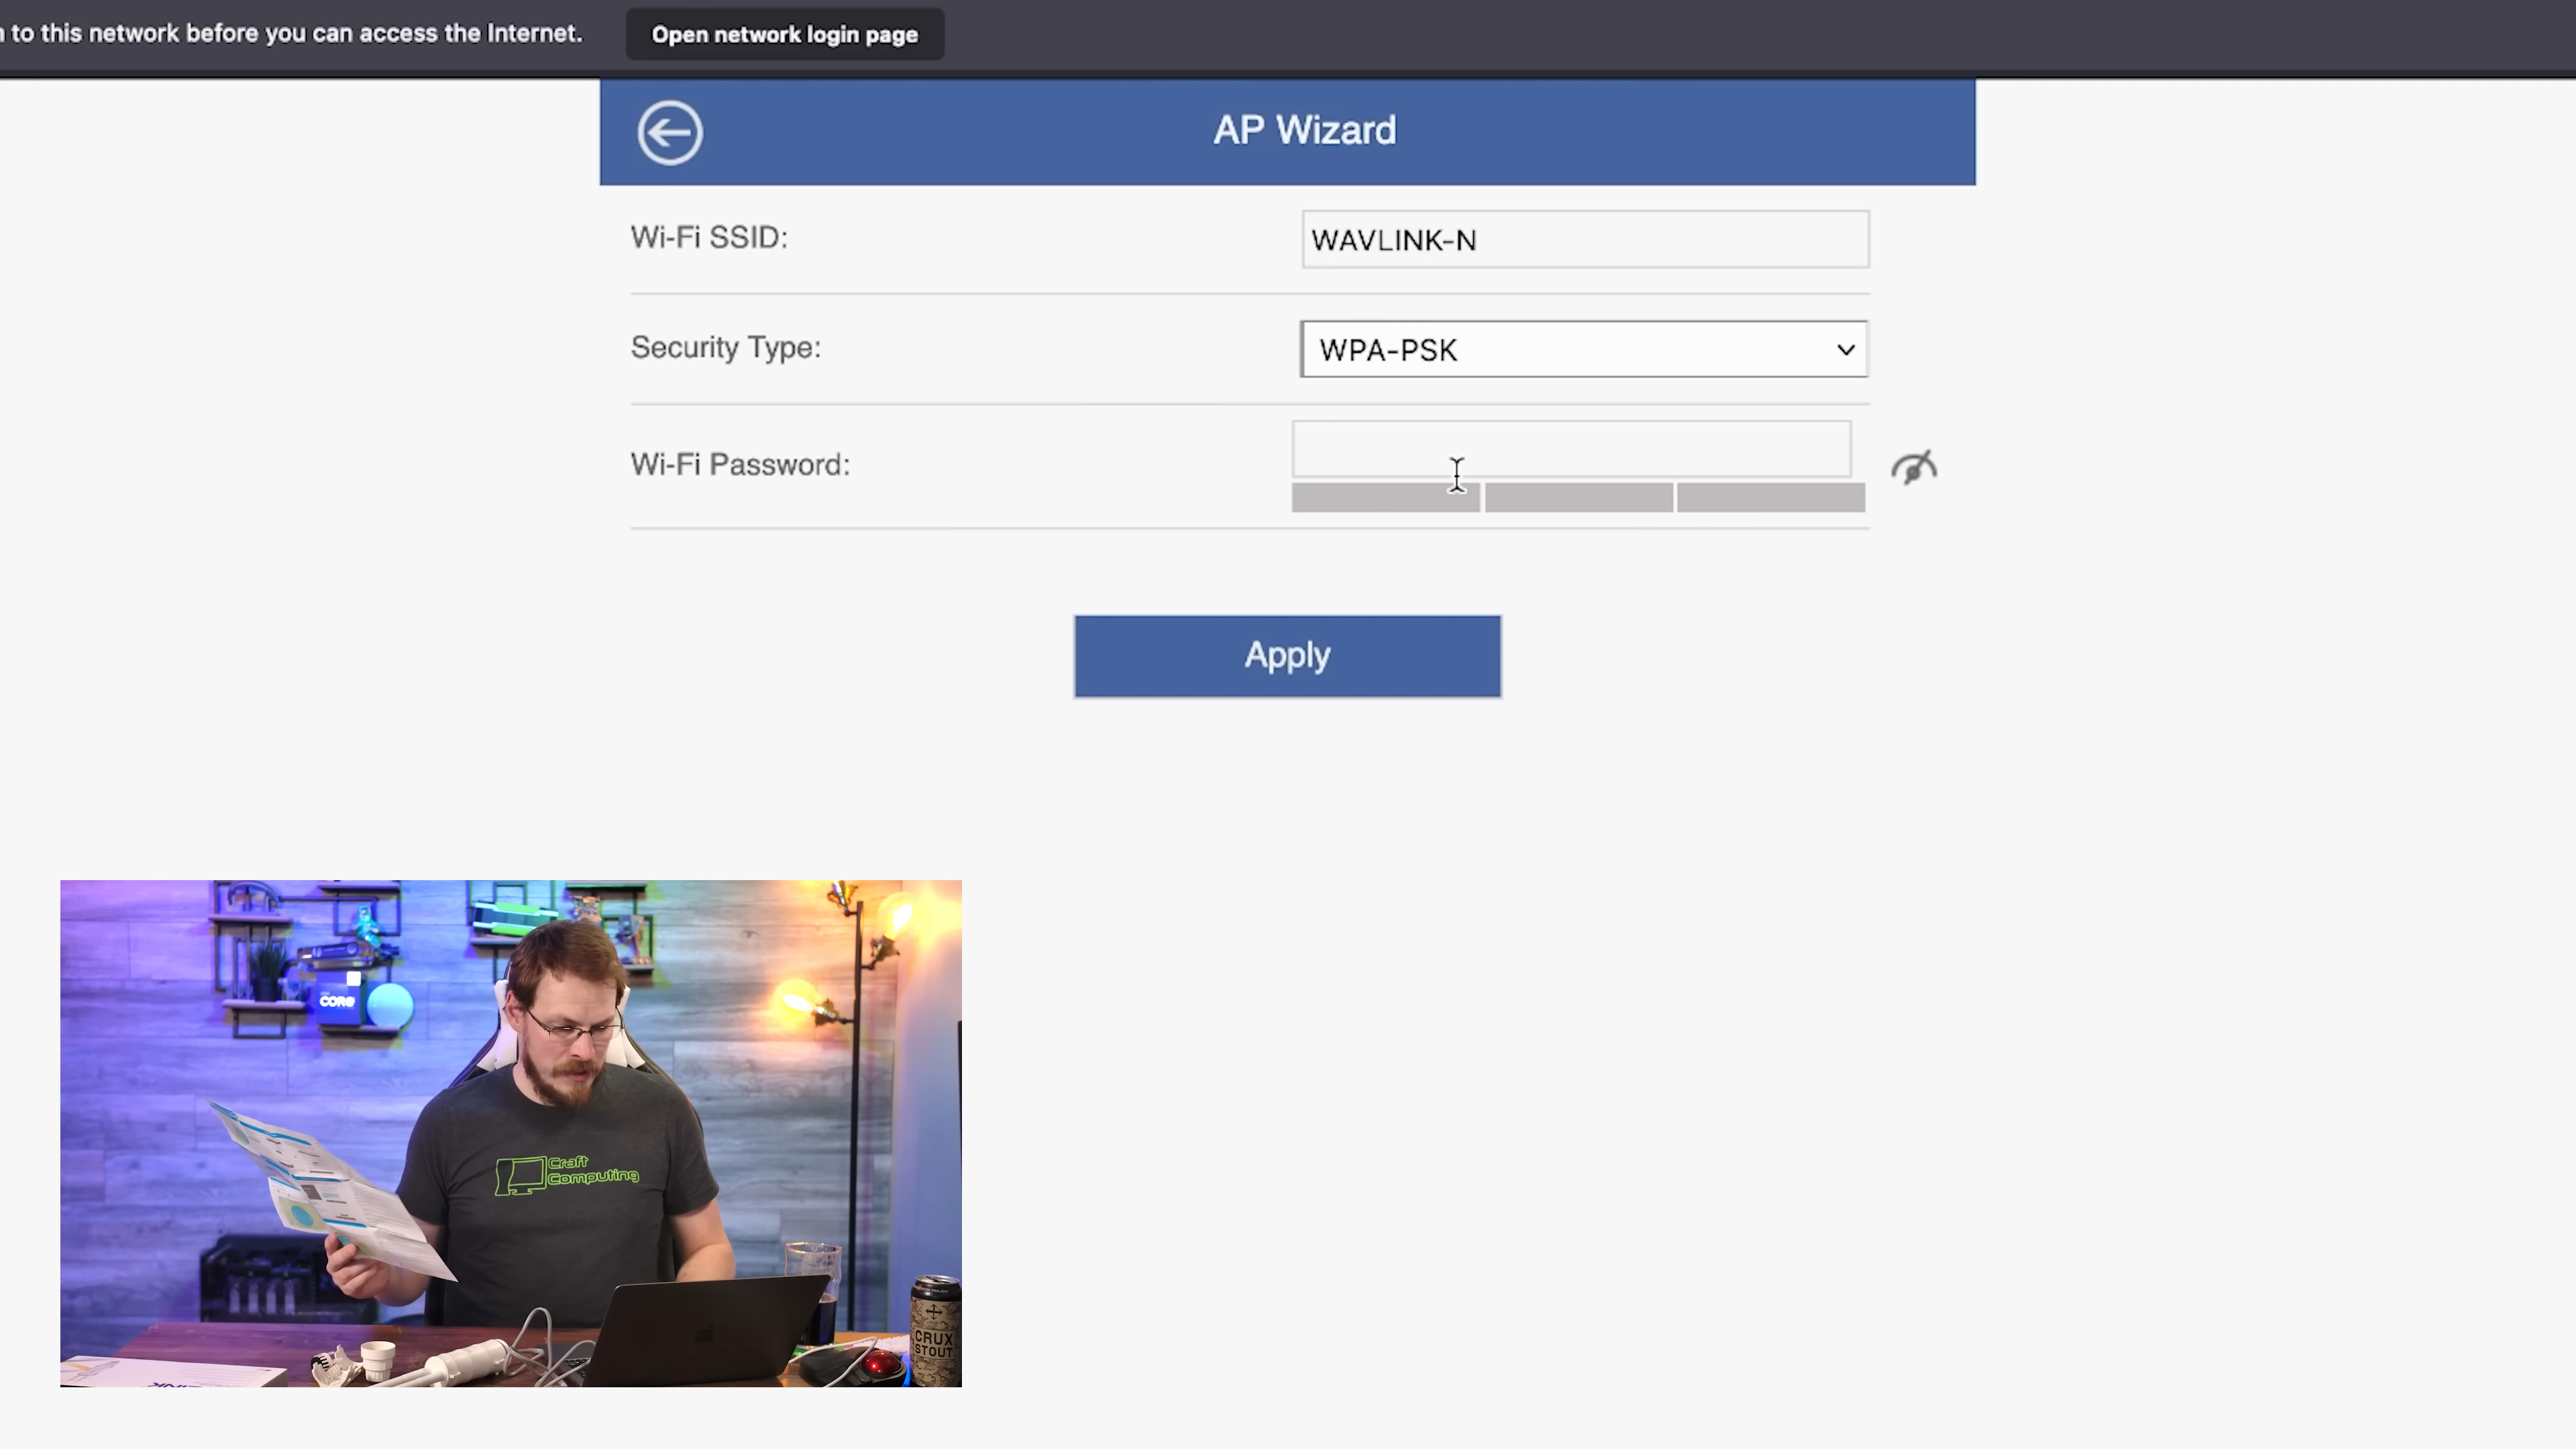 to this network before you can access the Internet.
Open network login page
AP Wizard
Wi-Fi SSID:
WAVLINK-N
Security Type:
WPA-PSK
Wi-Fi Password:
Apply
CORE
Craft
Computing
CRUX
STOUT